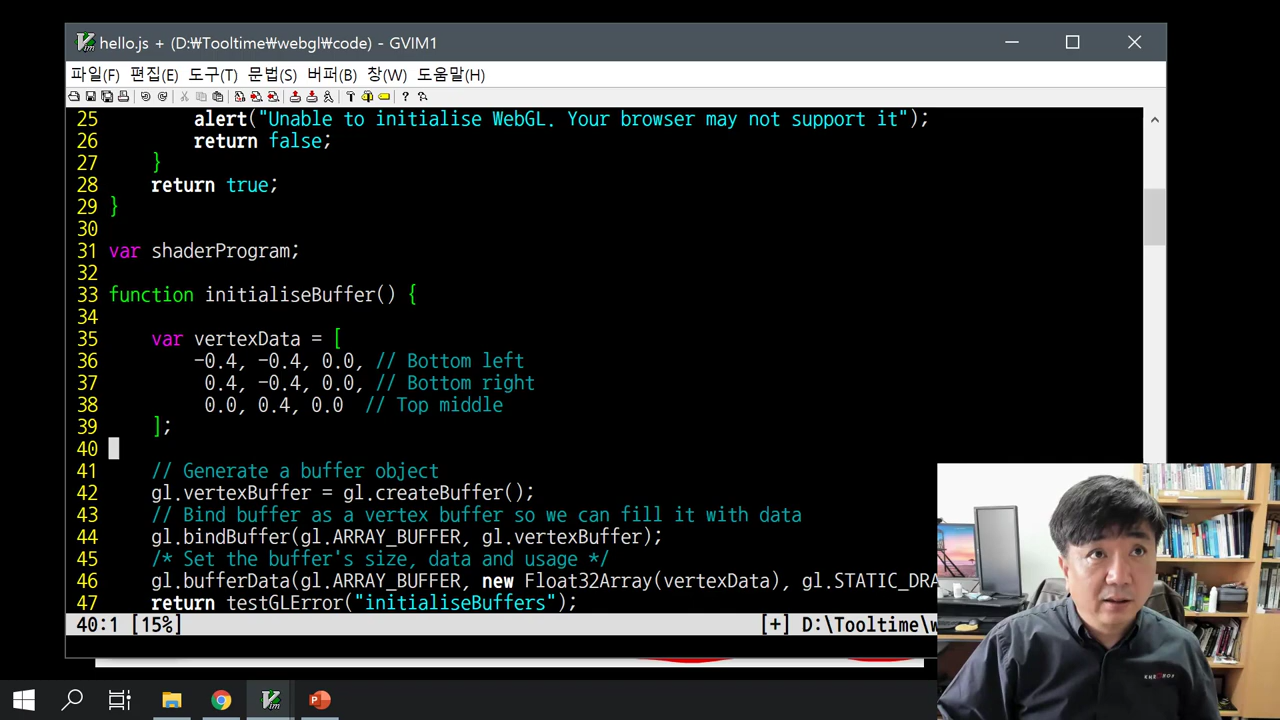 hello.js + (D:₩Tooltime₩webgl₩code) - GVIM1
파일(F) 편집(E) 도구(T) 문법(S) 버퍼(B) 창(W) 도움말(H)
25 alert("Unable to initialise WebGL. Your browser may not support it");
26 return false;
27 }
28 return true;
29 }
30
31 var shaderProgram;
32
33 function initialiseBuffer() {
34
35 var vertexData = [
36 -0.4, -0.4, 0.0, // Bottom left
37 0.4, -0.4, 0.0, // Bottom right
38 0.0, 0.4, 0.0 // Top middle
39 ];
40
41 // Generate a buffer object
42 gl.vertexBuffer = gl.createBuffer();
43 // Bind buffer as a vertex buffer so we can fill it with data
44 gl.bindBuffer(gl.ARRAY_BUFFER, gl.vertexBuffer);
45 /* Set the buffer's size, data and usage */
46 gl.bufferData(gl.ARRAY_BUFFER, new Float32Array(vertexData), gl.STATIC_DRA
47 return testGLError("initialiseBuffers");
40:1 [15%] [+] D:\Tooltime\w